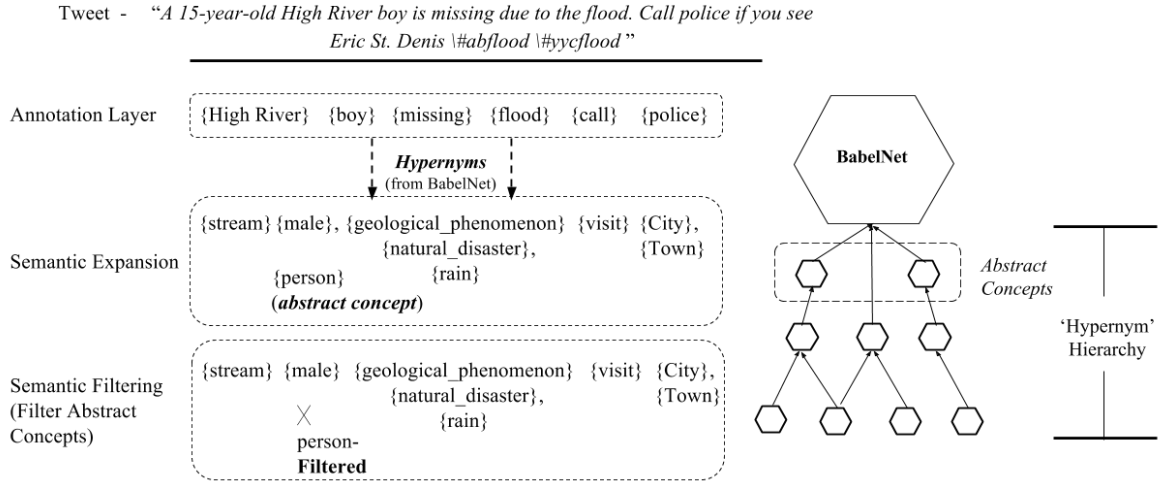 Tweet - “A 15-year-old High River boy is missing due to the flood. Call police if you see
Eric St. Denis \#abflood \#yycflood ”
Annotation Layer
{High River} {boy} {missing} {flood} {call} {police}
Hypernyms
(from BabelNet)
Semantic Expansion
{stream} {male}, {geological_phenomenon} {visit} {City},
{natural_disaster}, {Town}
{person} {rain}
(abstract concept)
Semantic Filtering
(Filter Abstract
Concepts)
{stream} {male} {geological_phenomenon} {visit} {City},
{natural_disaster}, {Town}
{rain}
person-
Filtered
BabelNet
Abstract
Concepts
‘Hypernym’
Hierarchy